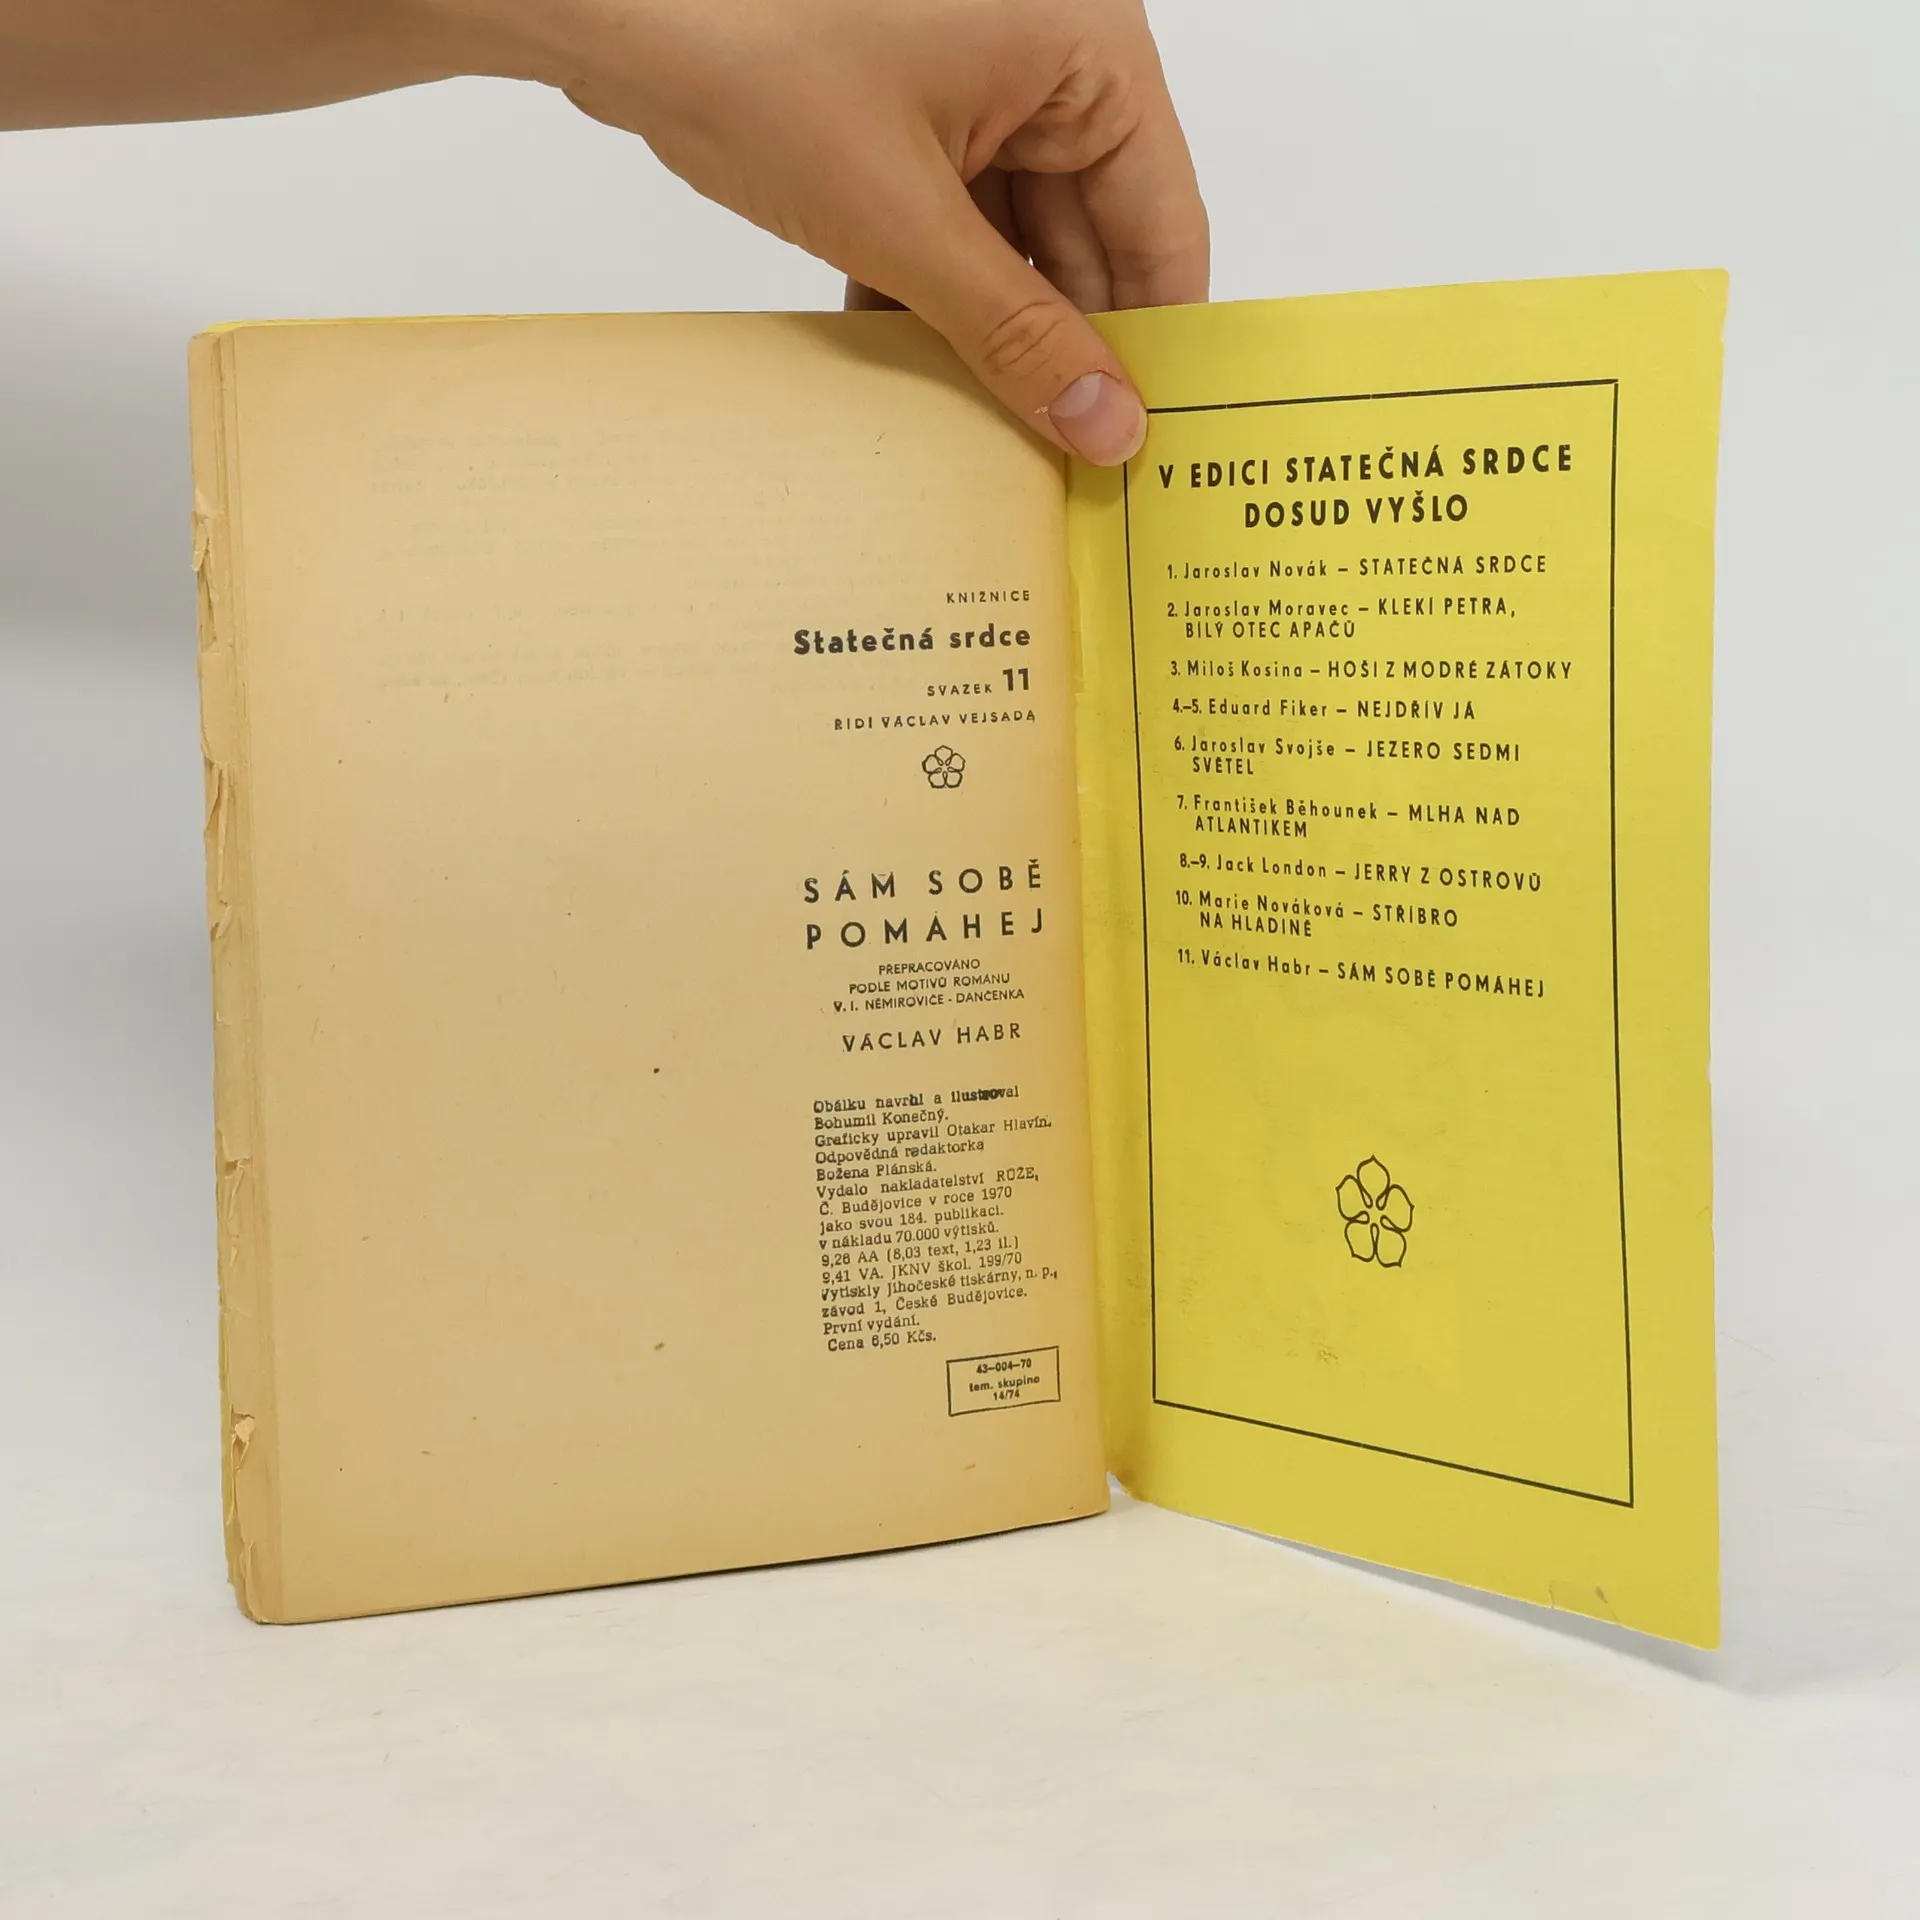 KNIŽNICE
Statečná srdce
SVAZEK 11
ŘÍDÍ VÁCLAV VEJSADA
SÁM SOBĚ
POMÁHEJ
PŘEPRACOVÁNO
PODLE MOTIVŮ ROMÁNU
V. I. NĚMIROVIČE - DANČENKA
VÁCLAV HABR
Obálku navrhl a ilustroval
Bohumil Konečný.
Graficky upravil Otakar Hlavín.
Odpovědná redaktorka
Božena Plánská.
Vydalo nakladatelství RŮŽE,
Č. Budějovice v roce 1970
jako svou 184. publikaci.
v nákladu 70.000 výtisků.
9,26 AA (8,03 text, 1,23 il.)
9,41 VA. JKNV škol. 199/70
Vytiskly Jihočeské tiskárny, n. p.,
závod 1, České Budějovice.
První vydání.
Cena 6,50 Kčs.
43-004-70
tem. skupina
14/74
V EDICI STATEČNÁ SRDCE
DOSUD VYŠLO
1. Jaroslav Novák – STATEČNÁ SRDCE
2. Jaroslav Moravec – KLEKÍ PETRA,
BÍLÝ OTEC APAČŮ
3. Miloš Kosina – HOŠI Z MODRÉ ZÁTOKY
4.–5. Eduard Fiker – NEJDŘÍV JÁ
6. Jaroslav Svojše – JEZERO SEDMI
SVĚTEL
7. František Běhounek – MLHA NAD
ATLANTIKEM
8.–9. Jack London – JERRY Z OSTROVŮ
10. Marie Nováková – STŘÍBRO
NA HLADINĚ
11. Václav Habr – SÁM SOBĚ POMÁHEJ